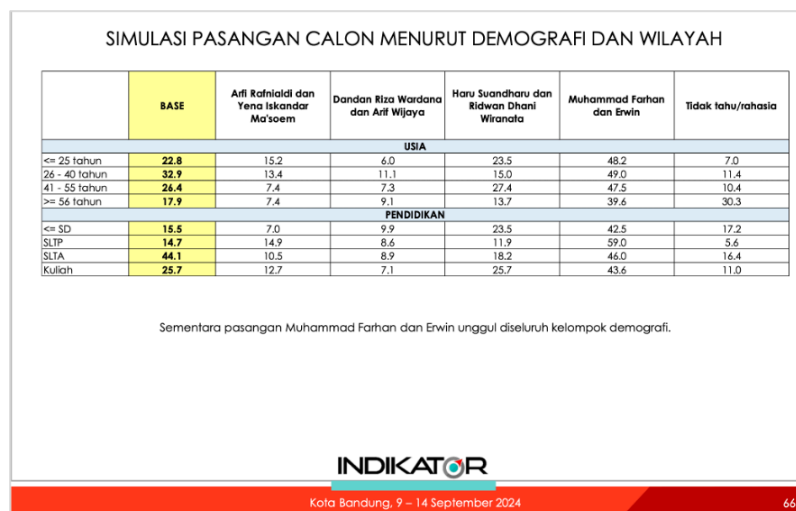 SIMULASI PASANGAN CALON MENURUT DEMOGRAFI DAN WILAYAH
BASE Arfi Rafnialdi dan Yena Iskandar Ma'soem Dandan RIza Wardana dan Arif Wijaya Haru Suandharu dan Ridwan Dhani Wiranata Muhammad Farhan dan Erwin Tidak tahu/rahasia
USIA
<= 25 tahun 22.8 15.2 6.0 23.5 48.2 7.0
26 - 40 tahun 32.9 13.4 11.1 15.0 49.0 11.4
41 - 55 tahun 26.4 7.4 7.3 27.4 47.5 10.4
>= 56 tahun 17.9 7.4 9.1 13.7 39.6 30.3
PENDIDIKAN
<= SD 15.5 7.0 9.9 23.5 42.5 17.2
SLTP 14.7 14.9 8.6 11.9 59.0 5.6
SLTA 44.1 10.5 8.9 18.2 46.0 16.4
Kuliah 25.7 12.7 7.1 25.7 43.6 11.0
Sementara pasangan Muhammad Farhan dan Erwin unggul diseluruh kelompok demografi.
INDIKATOR
Kota Bandung, 9 – 14 September 2024
66